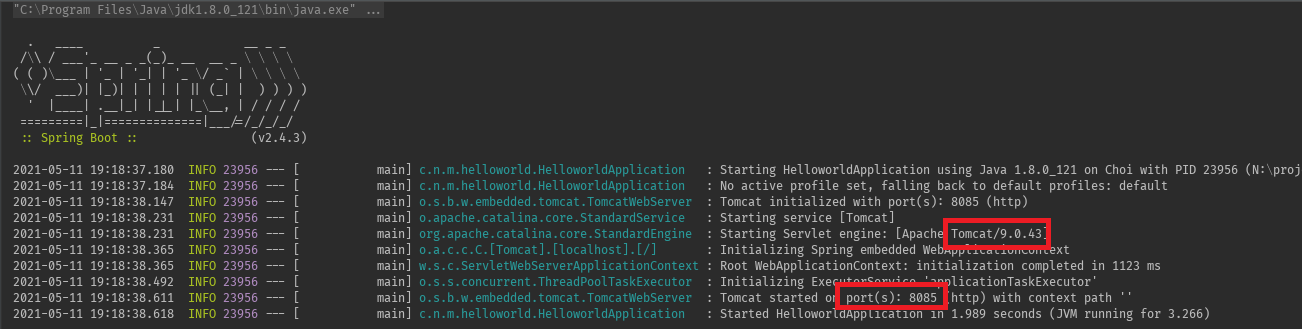 "C:\Program Files\Java\jdk1.8.0_121\bin\java.exe" ...
  .   ____          _            __ _ _
 /\\ / ___'_ __ _ _(_)_ __  __ _ \ \ \ \
( ( )\___ | '_ | '_| | '_ \/ _` | \ \ \ \
 \\/  ___)| |_)| | | | | || (_| |  ) ) ) )
  '  |____| .__|_| |_|_| |_\__, | / / / /
 =========|_|==============|___/=/_/_/_/
 :: Spring Boot ::                (v2.4.3)
2021-05-11 19:18:37.180  INFO 23956 --- [           main] c.n.m.helloworld.HelloworldApplication   : Starting HelloworldApplication using Java 1.8.0_121 on Choi with PID 23956 (N:\proj
2021-05-11 19:18:37.184  INFO 23956 --- [           main] c.n.m.helloworld.HelloworldApplication   : No active profile set, falling back to default profiles: default
2021-05-11 19:18:38.147  INFO 23956 --- [           main] o.s.b.w.embedded.tomcat.TomcatWebServer  : Tomcat initialized with port(s): 8085 (http)
2021-05-11 19:18:38.231  INFO 23956 --- [           main] o.apache.catalina.core.StandardService   : Starting service [Tomcat]
2021-05-11 19:18:38.231  INFO 23956 --- [           main] org.apache.catalina.core.StandardEngine  : Starting Servlet engine: [Apache Tomcat/9.0.43]
2021-05-11 19:18:38.365  INFO 23956 --- [           main] o.a.c.c.C.[Tomcat].[localhost].[/]       : Initializing Spring embedded WebApplicationContext
2021-05-11 19:18:38.365  INFO 23956 --- [           main] w.s.c.ServletWebServerApplicationContext : Root WebApplicationContext: initialization completed in 1123 ms
2021-05-11 19:18:38.492  INFO 23956 --- [           main] o.s.s.concurrent.ThreadPoolTaskExecutor  : Initializing ExecutorService 'applicationTaskExecutor'
2021-05-11 19:18:38.611  INFO 23956 --- [           main] o.s.b.w.embedded.tomcat.TomcatWebServer  : Tomcat started on port(s): 8085 (http) with context path ''
2021-05-11 19:18:38.618  INFO 23956 --- [           main] c.n.m.helloworld.HelloworldApplication   : Started HelloworldApplication in 1.989 seconds (JVM running for 3.266)